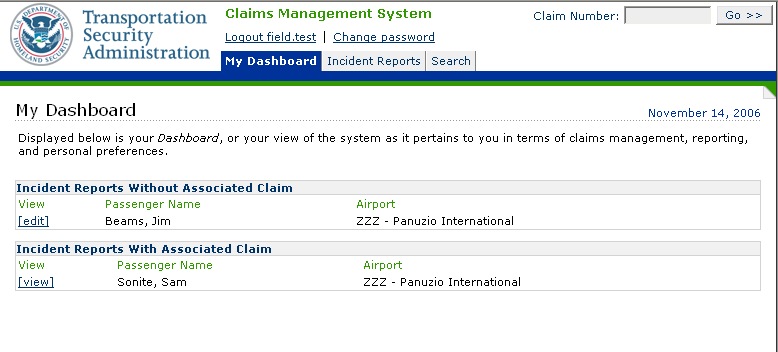 Claims Management System
Claim Number:
Go >>
Transportation
Security
Administration
U.S. DEPARTMENT OF
HOMELAND SECURITY
Logout field.test | Change password
My Dashboard Incident Reports Search
My Dashboard
November 14, 2006
Displayed below is your Dashboard, or your view of the system as it pertains to you in terms of claims management, reporting,
and personal preferences.
Incident Reports Without Associated Claim
View Passenger Name Airport
[edit] Beams, Jim ZZZ - Panuzio International
Incident Reports With Associated Claim
View Passenger Name Airport
[view] Sonite, Sam ZZZ - Panuzio International